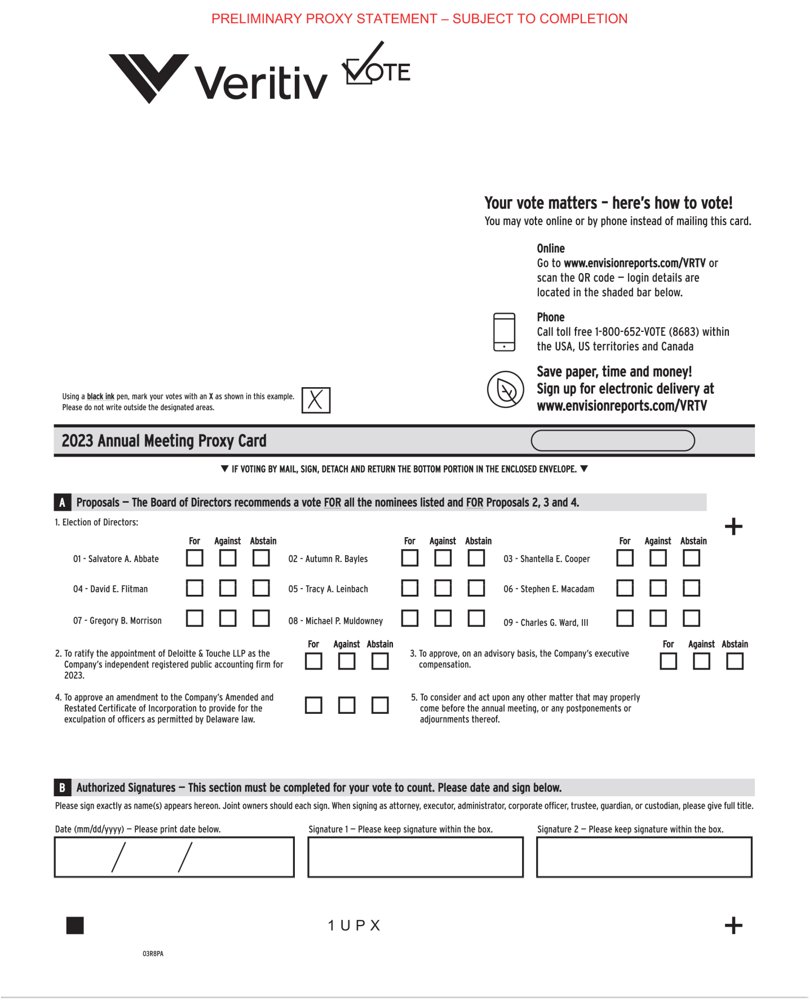 PRELIMINARY PROXY STATEMENT – SUBJECT TO COMPLETION
Veritiv
VOTE
Your vote matters – here's how to vote!
You may vote online or by phone instead of mailing this card.
Online
Go to www.envisionreports.com/VRTV or
scan the QR code — login details are
located in the shaded bar below.
Phone
Call toll free 1-800-652-VOTE (8683) within
the USA, US territories and Canada
Save paper, time and money!
Sign up for electronic delivery at
www.envisionreports.com/VRTV
Using a black ink pen, mark your votes with an X as shown in this example.
Please do not write outside the designated areas.
X
2023 Annual Meeting Proxy Card
▼ IF VOTING BY MAIL, SIGN, DETACH AND RETURN THE BOTTOM PORTION IN THE ENCLOSED ENVELOPE. ▼
A Proposals — The Board of Directors recommends a vote FOR all the nominees listed and FOR Proposals 2, 3 and 4.
1. Election of Directors:
+
For Against Abstain For Against Abstain For Against Abstain
01 - Salvatore A. Abbate 02 - Autumn R. Bayles 03 - Shantella E. Cooper
04 - David E. Flitman 05 - Tracy A. Leinbach 06 - Stephen E. Macadam
07 - Gregory B. Morrison 08 - Michael P. Muldowney 09 - Charles G. Ward, III
For Against Abstain
2. To ratify the appointment of Deloitte & Touche LLP as the
Company's independent registered public accounting firm for
2023.
For Against Abstain
3. To approve, on an advisory basis, the Company's executive
compensation.
4. To approve an amendment to the Company's Amended and
Restated Certificate of Incorporation to provide for the
exculpation of officers as permitted by Delaware law.
5. To consider and act upon any other matter that may properly
come before the annual meeting, or any postponements or
adjournments thereof.
B Authorized Signatures — This section must be completed for your vote to count. Please date and sign below.
Please sign exactly as name(s) appears hereon. Joint owners should each sign. When signing as attorney, executor, administrator, corporate officer, trustee, guardian, or custodian, please give full title.
Date (mm/dd/yyyy) — Please print date below. Signature 1 — Please keep signature within the box. Signature 2 — Please keep signature within the box.
/ /
1 U P X
+
03R8PA